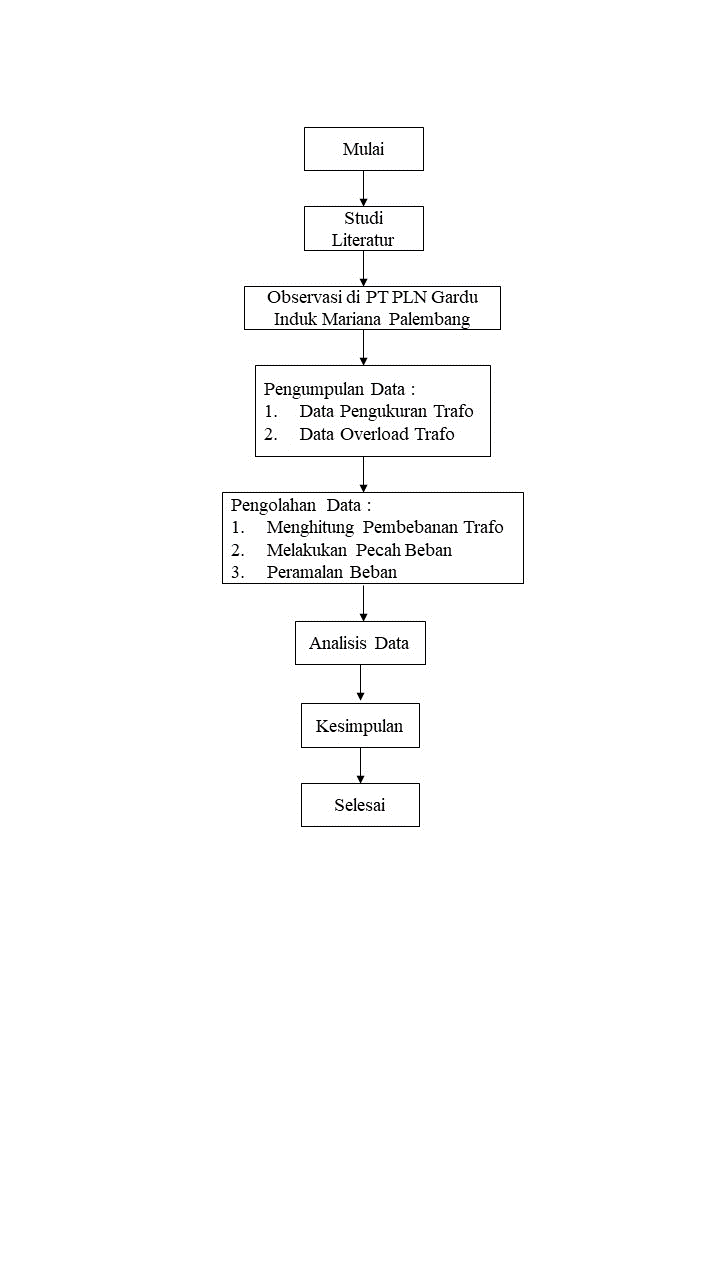 Mulai
Studi
Literatur
Observasi di PT PLN Gardu
Induk Mariana Palembang
Pengumpulan Data :
1. Data Pengukuran Trafo
2. Data Overload Trafo
Pengolahan Data :
1. Menghitung Pembebanan Trafo
2. Melakukan Pecah Beban
3. Peramalan Beban
Analisis Data
Kesimpulan
Selesai